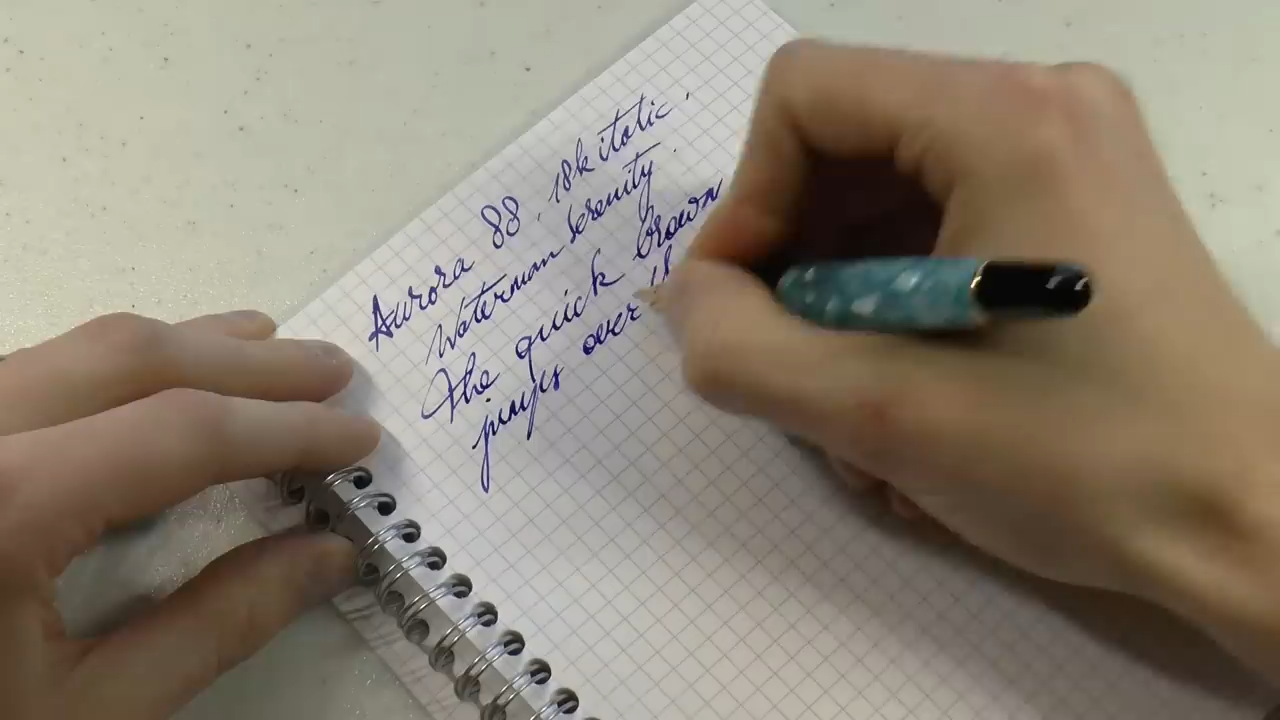 Aurora 88. 18k italic.
Waterman Serenity.
The quick brown
jumps over